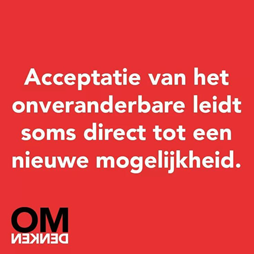 Acceptatie van het
onveranderbare leidt
soms direct tot een
nieuwe mogelijkheid.
OM
DENKEN